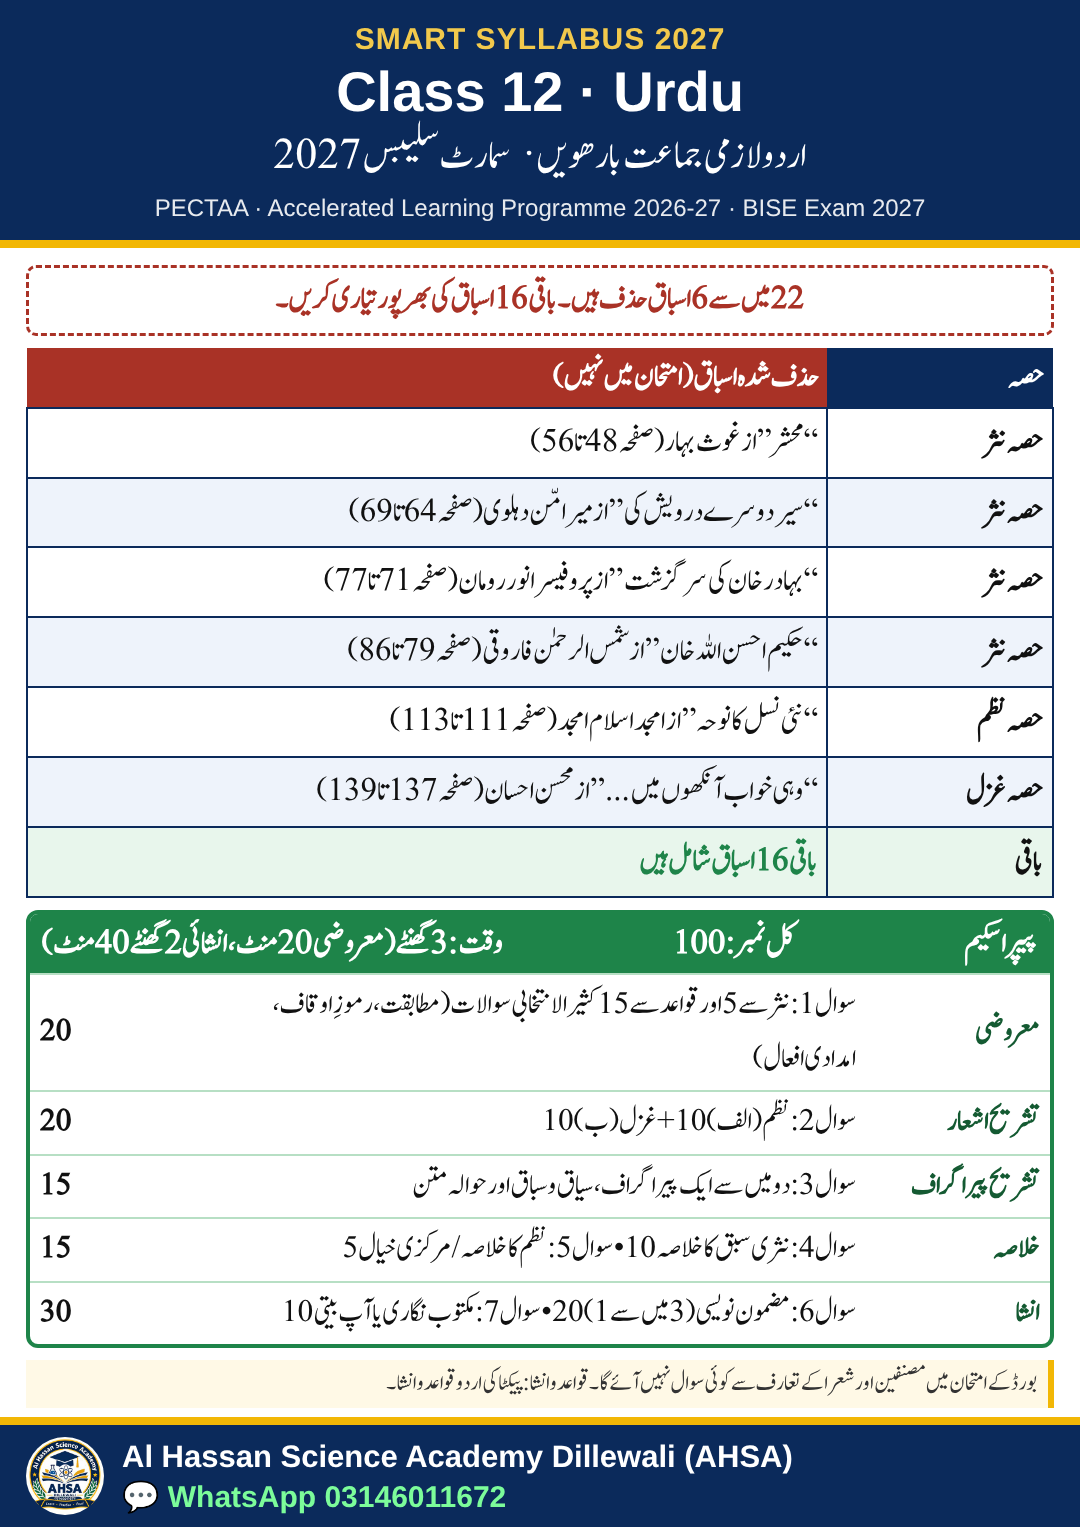 SMART SYLLABUS 2027
Class 12 · Urdu
اردو لازمی جماعت بارھویں · سمارٹ سلیبس 2027
PECTAA · Accelerated Learning Programme 2026-27 · BISE Exam 2027
22 میں سے 6 اسباق حذف ہیں۔ باقی 16 اسباق کی بھرپور تیاری کریں۔
حصہ حذف شدہ اسباق (امتحان میں نہیں)
حصہ نثر “محشر” از غوث بہار (صفحہ 48 تا 56)
حصہ نثر “سیر دوسرے درویش کی” از میر امّن دہلوی (صفحہ 64 تا 69)
حصہ نثر “بہادر خان کی سرگزشت” از پروفیسر انور رومان (صفحہ 71 تا 77)
حصہ نثر “حکیم احسن اللہ خان” از شمس الرحمٰن فاروقی (صفحہ 79 تا 86)
حصہ نظم “نئی نسل کا نوحہ” از امجد اسلام امجد (صفحہ 111 تا 113)
حصہ غزل “وہی خواب آنکھوں میں...” از محسن احسان (صفحہ 137 تا 139)
باقی باقی 16 اسباق شامل ہیں
پیپر اسکیم کل نمبر: 100 وقت: 3 گھنٹے (معروضی 20 منٹ، انشائی 2 گھنٹے 40 منٹ)
معروضی سوال 1: نثر سے 5 اور قواعد سے 15 کثیر الانتخابی سوالات (مطابقت، رموزِ اوقاف،
امدادی افعال) 20
تشریح اشعار سوال 2: نظم (الف) 10 + غزل (ب) 10 20
تشریح پیراگراف سوال 3: دو میں سے ایک پیراگراف، سیاق و سباق اور حوالہ متن 15
خلاصہ سوال 4: نثری سبق کا خلاصہ 10 • سوال 5: نظم کا خلاصہ / مرکزی خیال 5 15
انشا سوال 6: مضمون نویسی (3 میں سے 1) 20 • سوال 7: مکتوب نگاری یا آپ بیتی 10 30
بورڈ کے امتحان میں مصنفین اور شعرا کے تعارف سے کوئی سوال نہیں آئے گا۔ قواعد و انشا: پیکٹا کی اردو قواعد و انشا۔
Al Hassan Science Academy Dillewali (AHSA)
WhatsApp 03146011672
Al Hassan Science Academy
AHSA